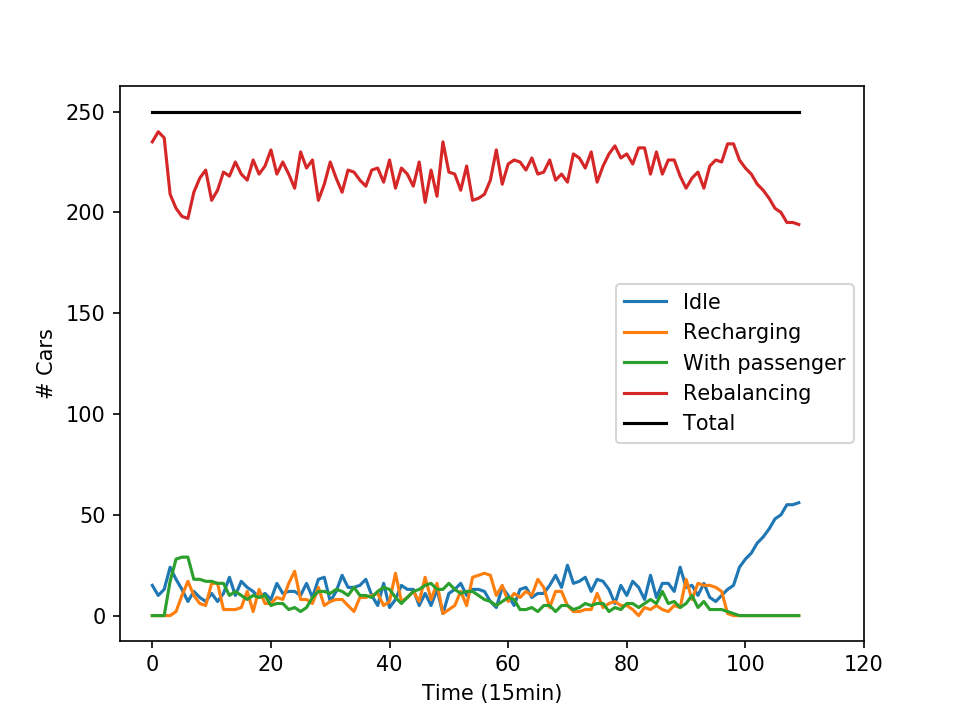 250
200
150
100
50
0
# Cars
Idle
Recharging
With passenger
Rebalancing
Total
0 20 40 60 80 100 120
Time (15min)